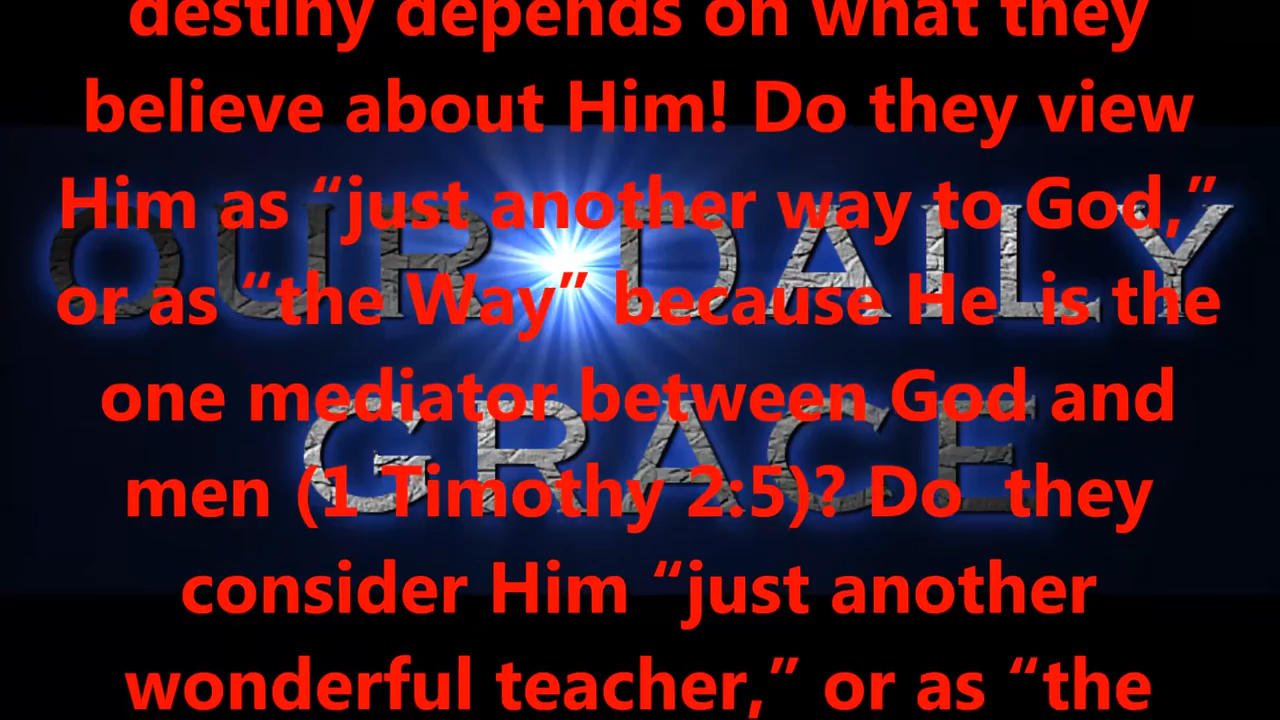 destiny depends on what they
believe about Him! Do they view
Him as “just another way to God,”
OUR DAILY
or as “the Way” because He  is the
one mediator between God and
GRACE
men (1 Timothy 2:5)? Do  they
consider Him “just another
wonderful teacher,” or as “the